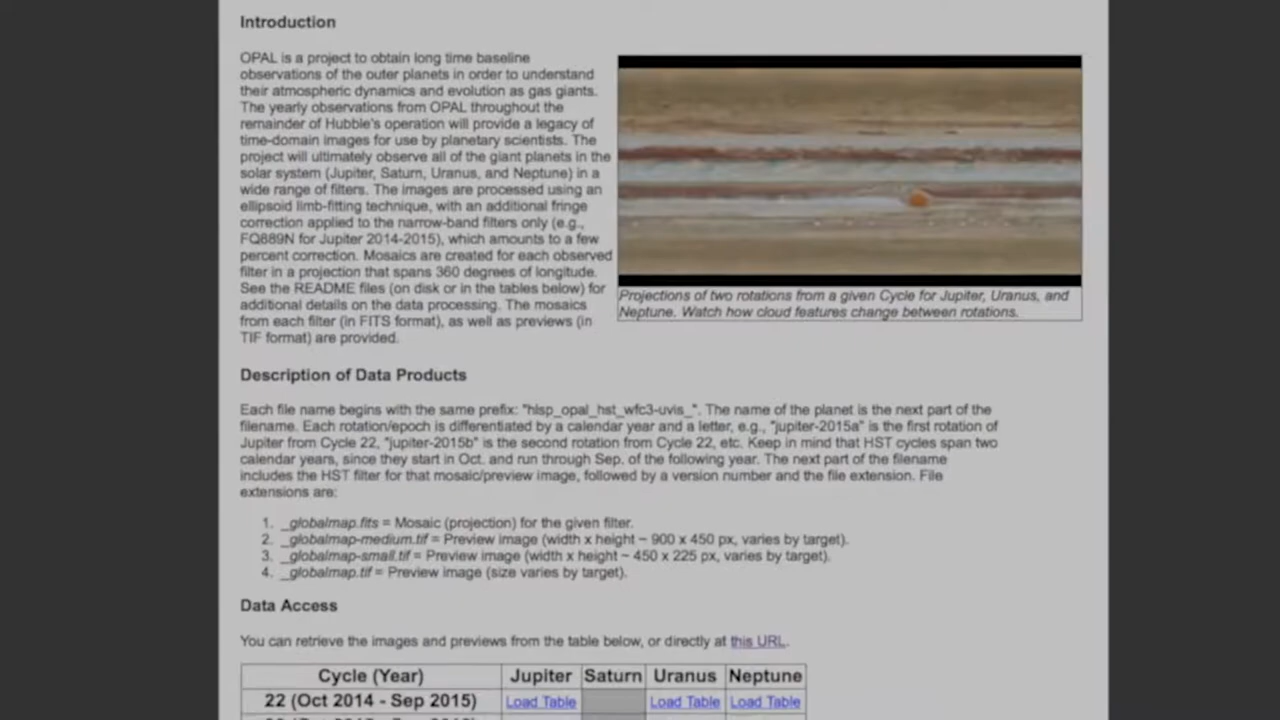 Introduction
OPAL is a project to obtain long time baseline
observations of the outer planets in order to understand
their atmospheric dynamics and evolution as gas giants.
The yearly observations from OPAL throughout the
remainder of Hubble's operation will provide a legacy of
time-domain images for use by planetary scientists. The
project will ultimately observe all of the giant planets in the
solar system (Jupiter, Saturn, Uranus, and Neptune) in a
wide range of filters. The images are processed using an
ellipsoid limb-fitting technique, with an additional fringe
correction applied to the narrow-band filters only (e.g.,
FQ889N for Jupiter 2014-2015), which amounts to a few
percent correction. Mosaics are created for each observed
filter in a projection that spans 360 degrees of longitude.
See the README files (on disk or in the tables below) for
additional details on the data processing. The mosaics
from each filter (in FITS format), as well as previews (in
TIF format) are provided.
Projections of two rotations from a given Cycle for Jupiter, Uranus, and
Neptune. Watch how cloud features change between rotations.
Description of Data Products
Each file name begins with the same prefix: "hlsp_opal_hst_wfc3-uvis_". The name of the planet is the next part of the
filename. Each rotation/epoch is differentiated by a calendar year and a letter, e.g., "jupiter-2015a" is the first rotation of
Jupiter from Cycle 22, "jupiter-2015b" is the second rotation from Cycle 22, etc. Keep in mind that HST cycles span two
calendar years, since they start in Oct. and run through Sep. of the following year. The next part of the filename
includes the HST filter for that mosaic/preview image, followed by a version number and the file extension. File
extensions are:
1. _globalmap.fits = Mosaic (projection) for the given filter.
2. _globalmap-medium.tif = Preview image (width x height ~ 900 x 450 px, varies by target).
3. _globalmap-small.tif = Preview image (width x height ~ 450 x 225 px, varies by target).
4. _globalmap.tif = Preview image (size varies by target).
Data Access
You can retrieve the images and previews from the table below, or directly at this URL.
Cycle (Year) Jupiter Saturn Uranus Neptune
22 (Oct 2014 - Sep 2015) Load Table Load Table Load Table